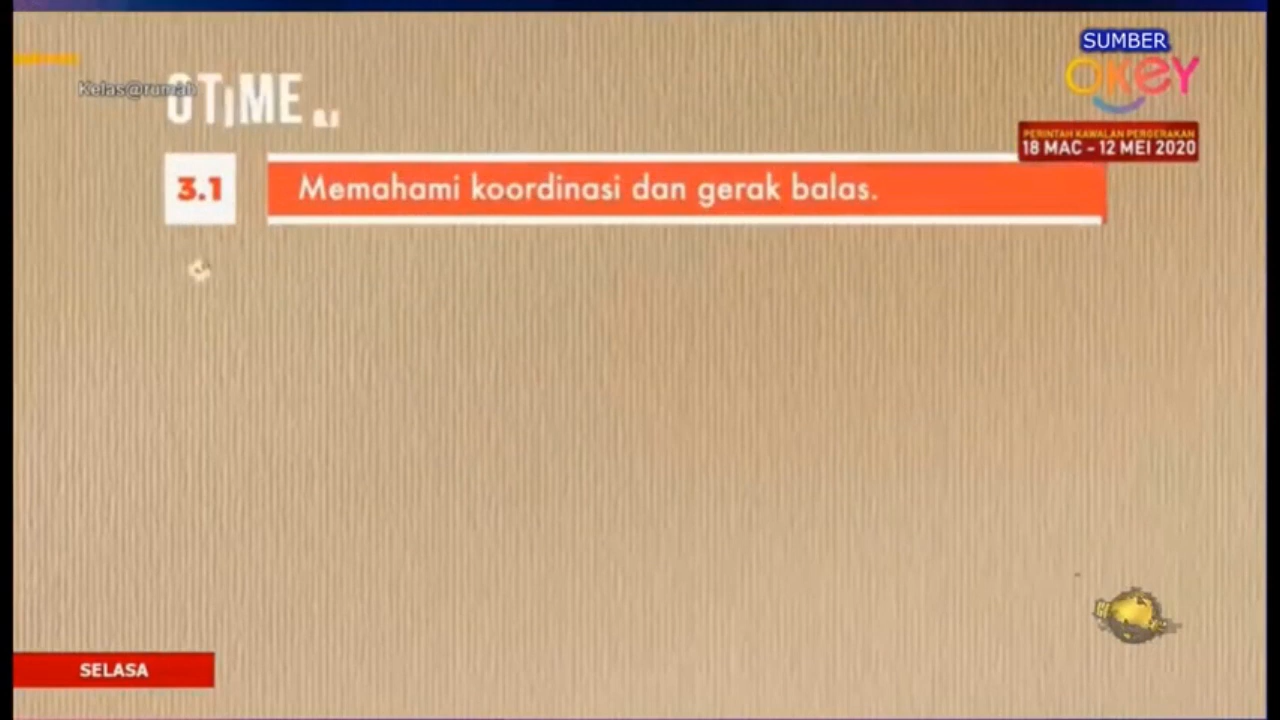 SUMBER
OKeY
Kelas@rumah
PERINTAH KAWALAN PERGERAKAN
18 MAC - 12 MEI 2020
3.1
Memahami koordinasi dan gerak balas.
SELASA